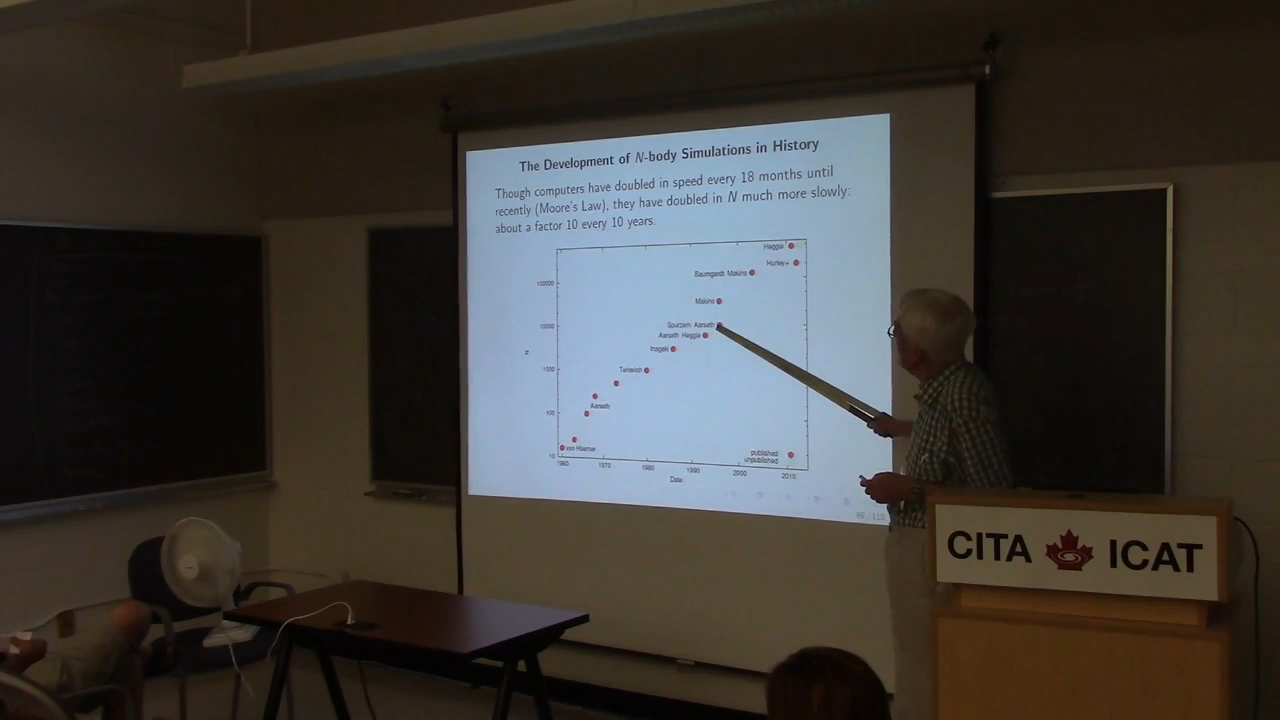 The Development of N-body Simulations in History
Though computers have doubled in speed every 18 months until
recently (Moore's Law), they have doubled in N much more slowly:
about a factor 10 every 10 years.
Heggie
Hurley+
Baumgardt Makino
100000
Makino
10000
Spurzem Aarseth
Aarseth Heggie
Inagaki
1000
Terlevich
N
Aarseth
100
von Hoerner
published
unpublished
10
1960
1970
1980
1990
2000
2010
Date
CITA ICAT